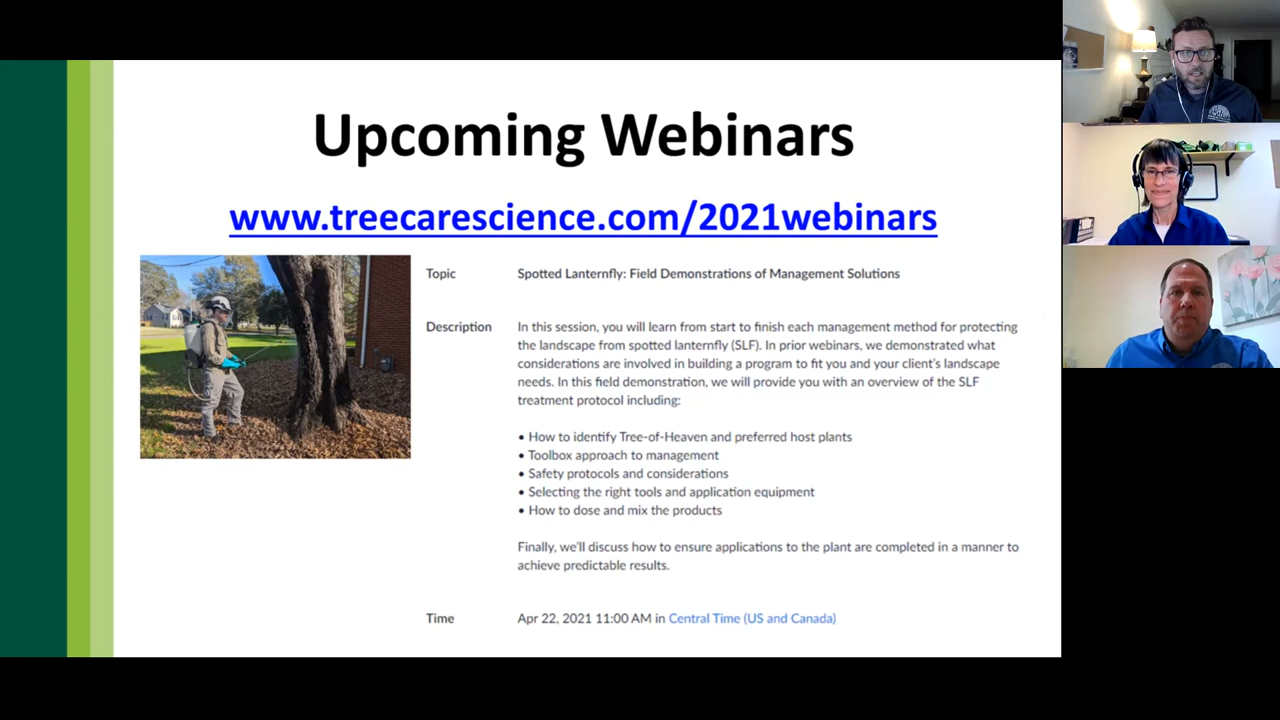 Upcoming Webinars
www.treecarescience.com/2021webinars
Topic
Spotted Lanternfly: Field Demonstrations of Management Solutions
Description
In this session, you will learn from start to finish each management method for protecting
the landscape from spotted lanternfly (SLF). In prior webinars, we demonstrated what
considerations are involved in building a program to fit you and your client's landscape
needs. In this field demonstration, we will provide you with an overview of the SLF
treatment protocol including:
• How to identify Tree-of-Heaven and preferred host plants
• Toolbox approach to management
• Safety protocols and considerations
• Selecting the right tools and application equipment
• How to dose and mix the products
Finally, we'll discuss how to ensure applications to the plant are completed in a manner to
achieve predictable results.
Time
Apr 22, 2021 11:00 AM in Central Time (US and Canada)